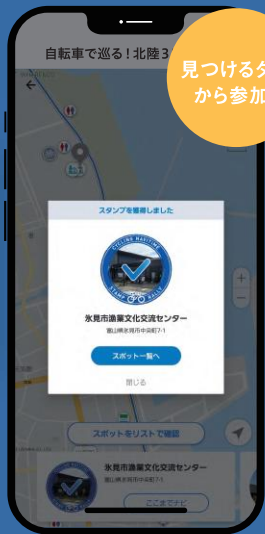 自転車で巡る!北陸3
見つけるタ
から参加
スタンプを獲得しました
CYCLING MARITIME
STAMP RALLY
氷見市漁業文化交流センター
富山県氷見市中央町7-1
スポット一覧へ
閉じる
スポットをリストで確認
氷見市漁業文化交流センター
富山県氷見市中央町7-1
ここまでナビ